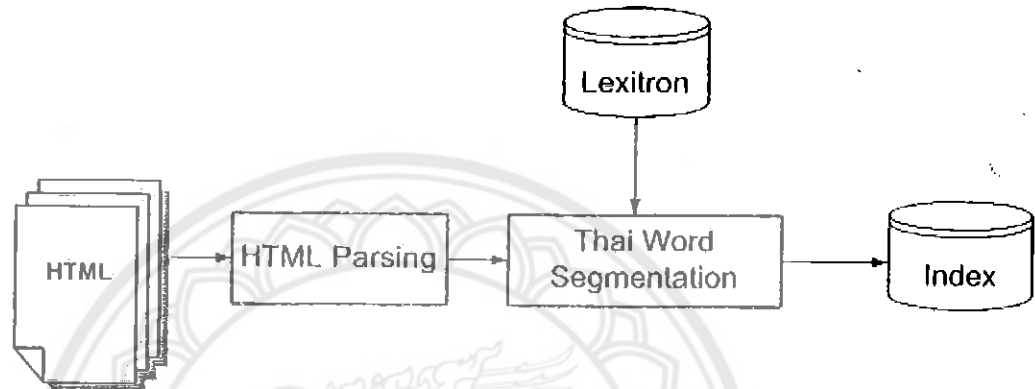 Lexitron
HTML
HTML Parsing
Thai Word
Segmentation
Index